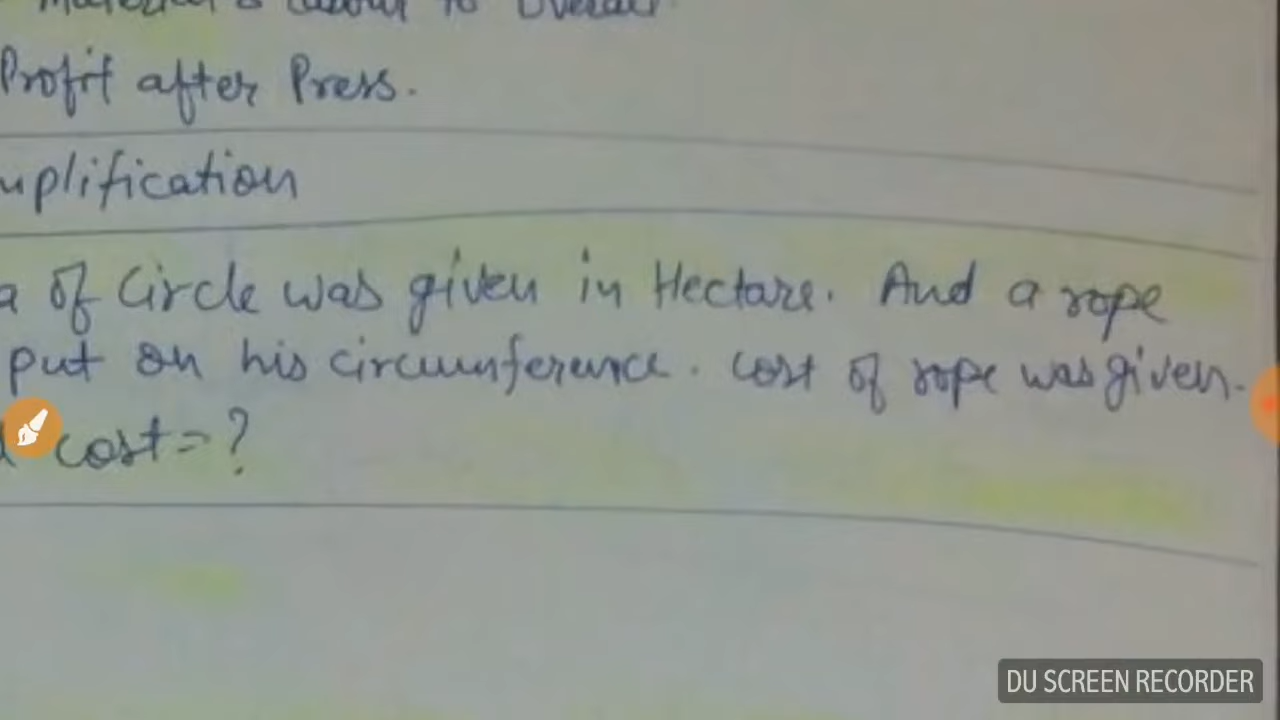 Profit after Press.
uplification
a of Circle was given in Hectare. And a rope
put on his circumference. Cost of rope was given.
cost = ?
DU SCREEN RECORDER